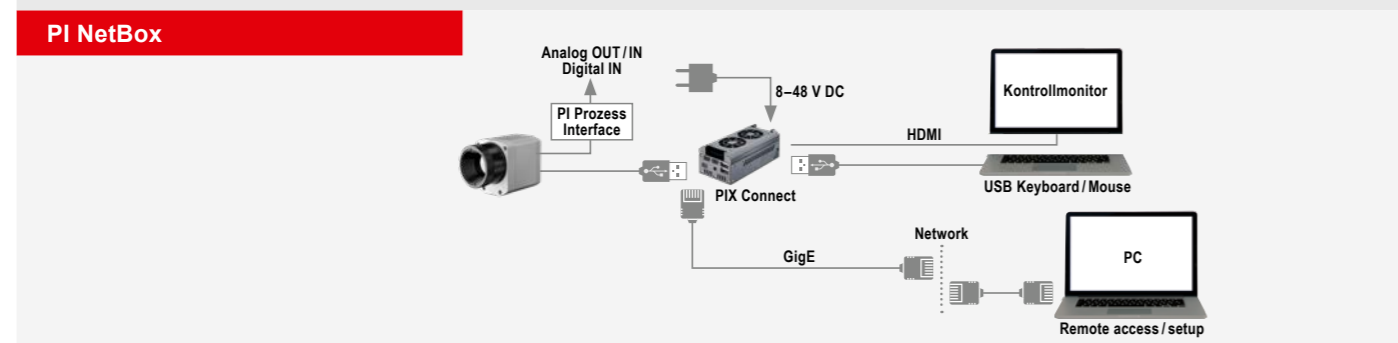 PI NetBox
Analog OUT / IN
Digital IN
PI Prozess
Interface
8–48 V DC
Kontrollmonitor
HDMI
USB Keyboard / Mouse
PIX Connect
Network
GigE
PC
Remote access / setup